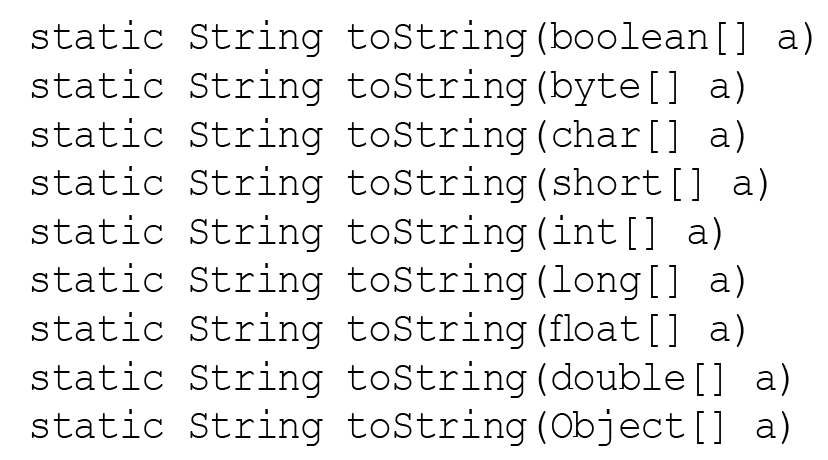 static String toString(boolean[] a)
static String toString(byte[] a)
static String toString(char[] a)
static String toString(short[] a)
static String toString(int[] a)
static String toString(long[] a)
static String toString(float[] a)
static String toString(double[] a)
static String toString(Object[] a)